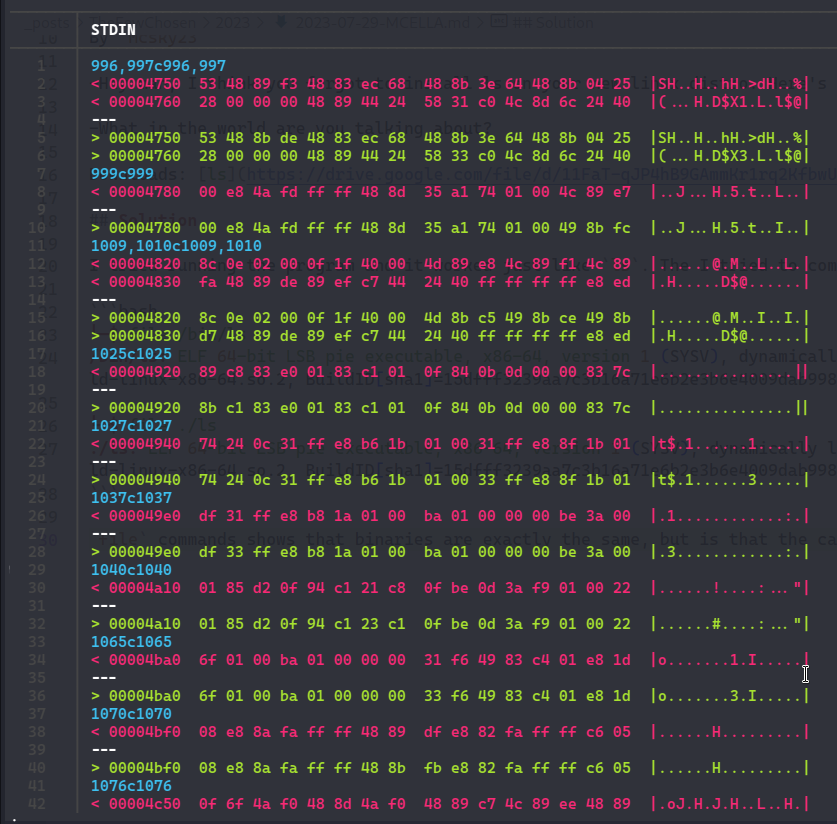 STDIN
1 996,997c996,997
2 < 00004750  53 48 89 f3 48 83 ec 68  48 8b 3e 64 48 8b 04 25  |SH..H..hH.>dH..%|
3 < 00004760  28 00 00 00 48 89 44 24  58 31 c0 4c 8d 6c 24 40  |(...H.D$X1.L.l$@|
4 ---
5 > 00004750  53 48 8b de 48 83 ec 68  48 8b 3e 64 48 8b 04 25  |SH..H..hH.>dH..%|
6 > 00004760  28 00 00 00 48 89 44 24  58 33 c0 4c 8d 6c 24 40  |(...H.D$X3.L.l$@|
7 999c999
8 < 00004780  00 e8 4a fd ff ff 48 8d  35 a1 74 01 00 4c 89 e7  |..J...H.5.t..L..|
9 ---
10 > 00004780  00 e8 4a fd ff ff 48 8d  35 a1 74 01 00 49 8b fc  |..J...H.5.t..I..|
11 1009,1010c1009,1010
12 < 00004820  8c 0e 02 00 0f 1f 40 00  4d 89 e8 4c 89 f1 4c 89  |......@.M..L..L.|
13 < 00004830  fa 48 89 de 89 ef c7 44  24 40 ff ff ff ff e8 ed  |.H.....D$@......|
14 ---
15 > 00004820  8c 0e 02 00 0f 1f 40 00  4d 8b c5 49 8b ce 49 8b  |......@.M..I..I.|
16 > 00004830  d7 48 89 de 89 ef c7 44  24 40 ff ff ff ff e8 ed  |.H.....D$@......|
17 1025c1025
18 < 00004920  89 c8 83 e0 01 83 c1 01  0f 84 0b 0d 00 00 83 7c  |...............||
19 ---
20 > 00004920  8b c1 83 e0 01 83 c1 01  0f 84 0b 0d 00 00 83 7c  |...............||
21 1027c1027
22 < 00004940  74 24 0c 31 ff e8 b6 1b  01 00 31 ff e8 8f 1b 01  |t$.1......1.....|
23 ---
24 > 00004940  74 24 0c 31 ff e8 b6 1b  01 00 33 ff e8 8f 1b 01  |t$.1......3.....|
25 1037c1037
26 < 000049e0  df 31 ff e8 b8 1a 01 00  ba 01 00 00 00 be 3a 00  |.1............:.|
27 ---
28 > 000049e0  df 33 ff e8 b8 1a 01 00  ba 01 00 00 00 be 3a 00  |.3............:.|
29 1040c1040
30 < 00004a10  01 85 d2 0f 94 c1 21 c8  0f be 0d 3a f9 01 00 22  |......!....:..."|
31 ---
32 > 00004a10  01 85 d2 0f 94 c1 23 c1  0f be 0d 3a f9 01 00 22  |......#....:..."|
33 1065c1065
34 < 00004ba0  6f 01 00 ba 01 00 00 00  31 f6 49 83 c4 01 e8 1d  |o.......1.I.....|
35 ---
36 > 00004ba0  6f 01 00 ba 01 00 00 00  33 f6 49 83 c4 01 e8 1d  |o.......3.I.....|
37 1070c1070
38 < 00004bf0  08 e8 8a fa ff ff 48 89  df e8 82 fa ff ff c6 05  |......H.........|
39 ---
40 > 00004bf0  08 e8 8a fa ff ff 48 8b  fb e8 82 fa ff ff c6 05  |......H.........|
41 1076c1076
42 < 00004c50  0f 6f 4a f0 48 8d 4a f0  48 89 c7 4c 89 ee 48 89  |.oJ.H.J.H..L..H.|